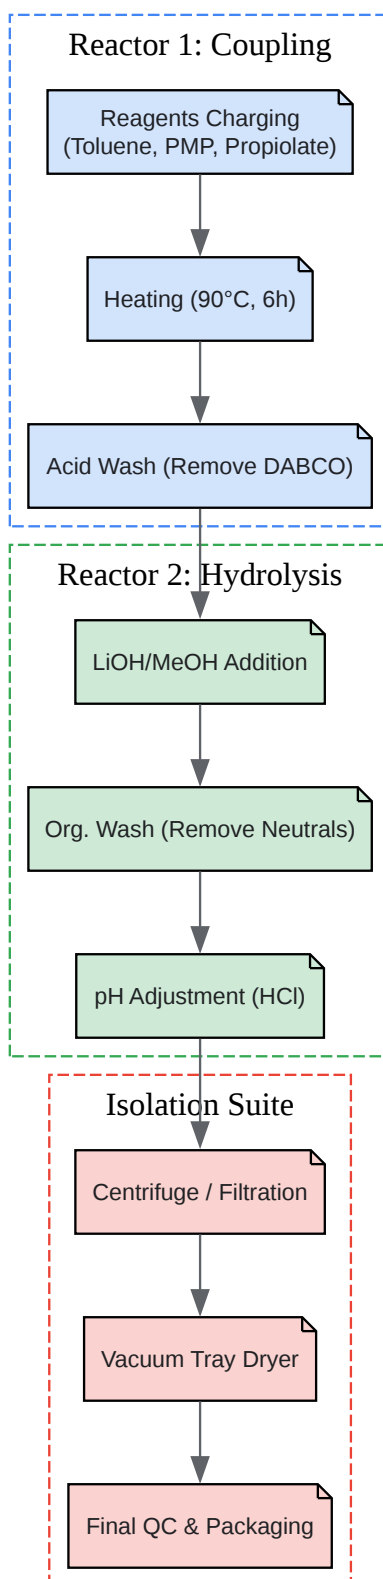 Reactor 1: Coupling
Reagents Charging
(Toluene, PMP, Propiolate)
Heating (90°C, 6h)
Acid Wash (Remove DABCO)
Reactor 2: Hydrolysis
LiOH/MeOH Addition
Org. Wash (Remove Neutrals)
pH Adjustment (HCl)
Isolation Suite
Centrifuge / Filtration
Vacuum Tray Dryer
Final QC & Packaging